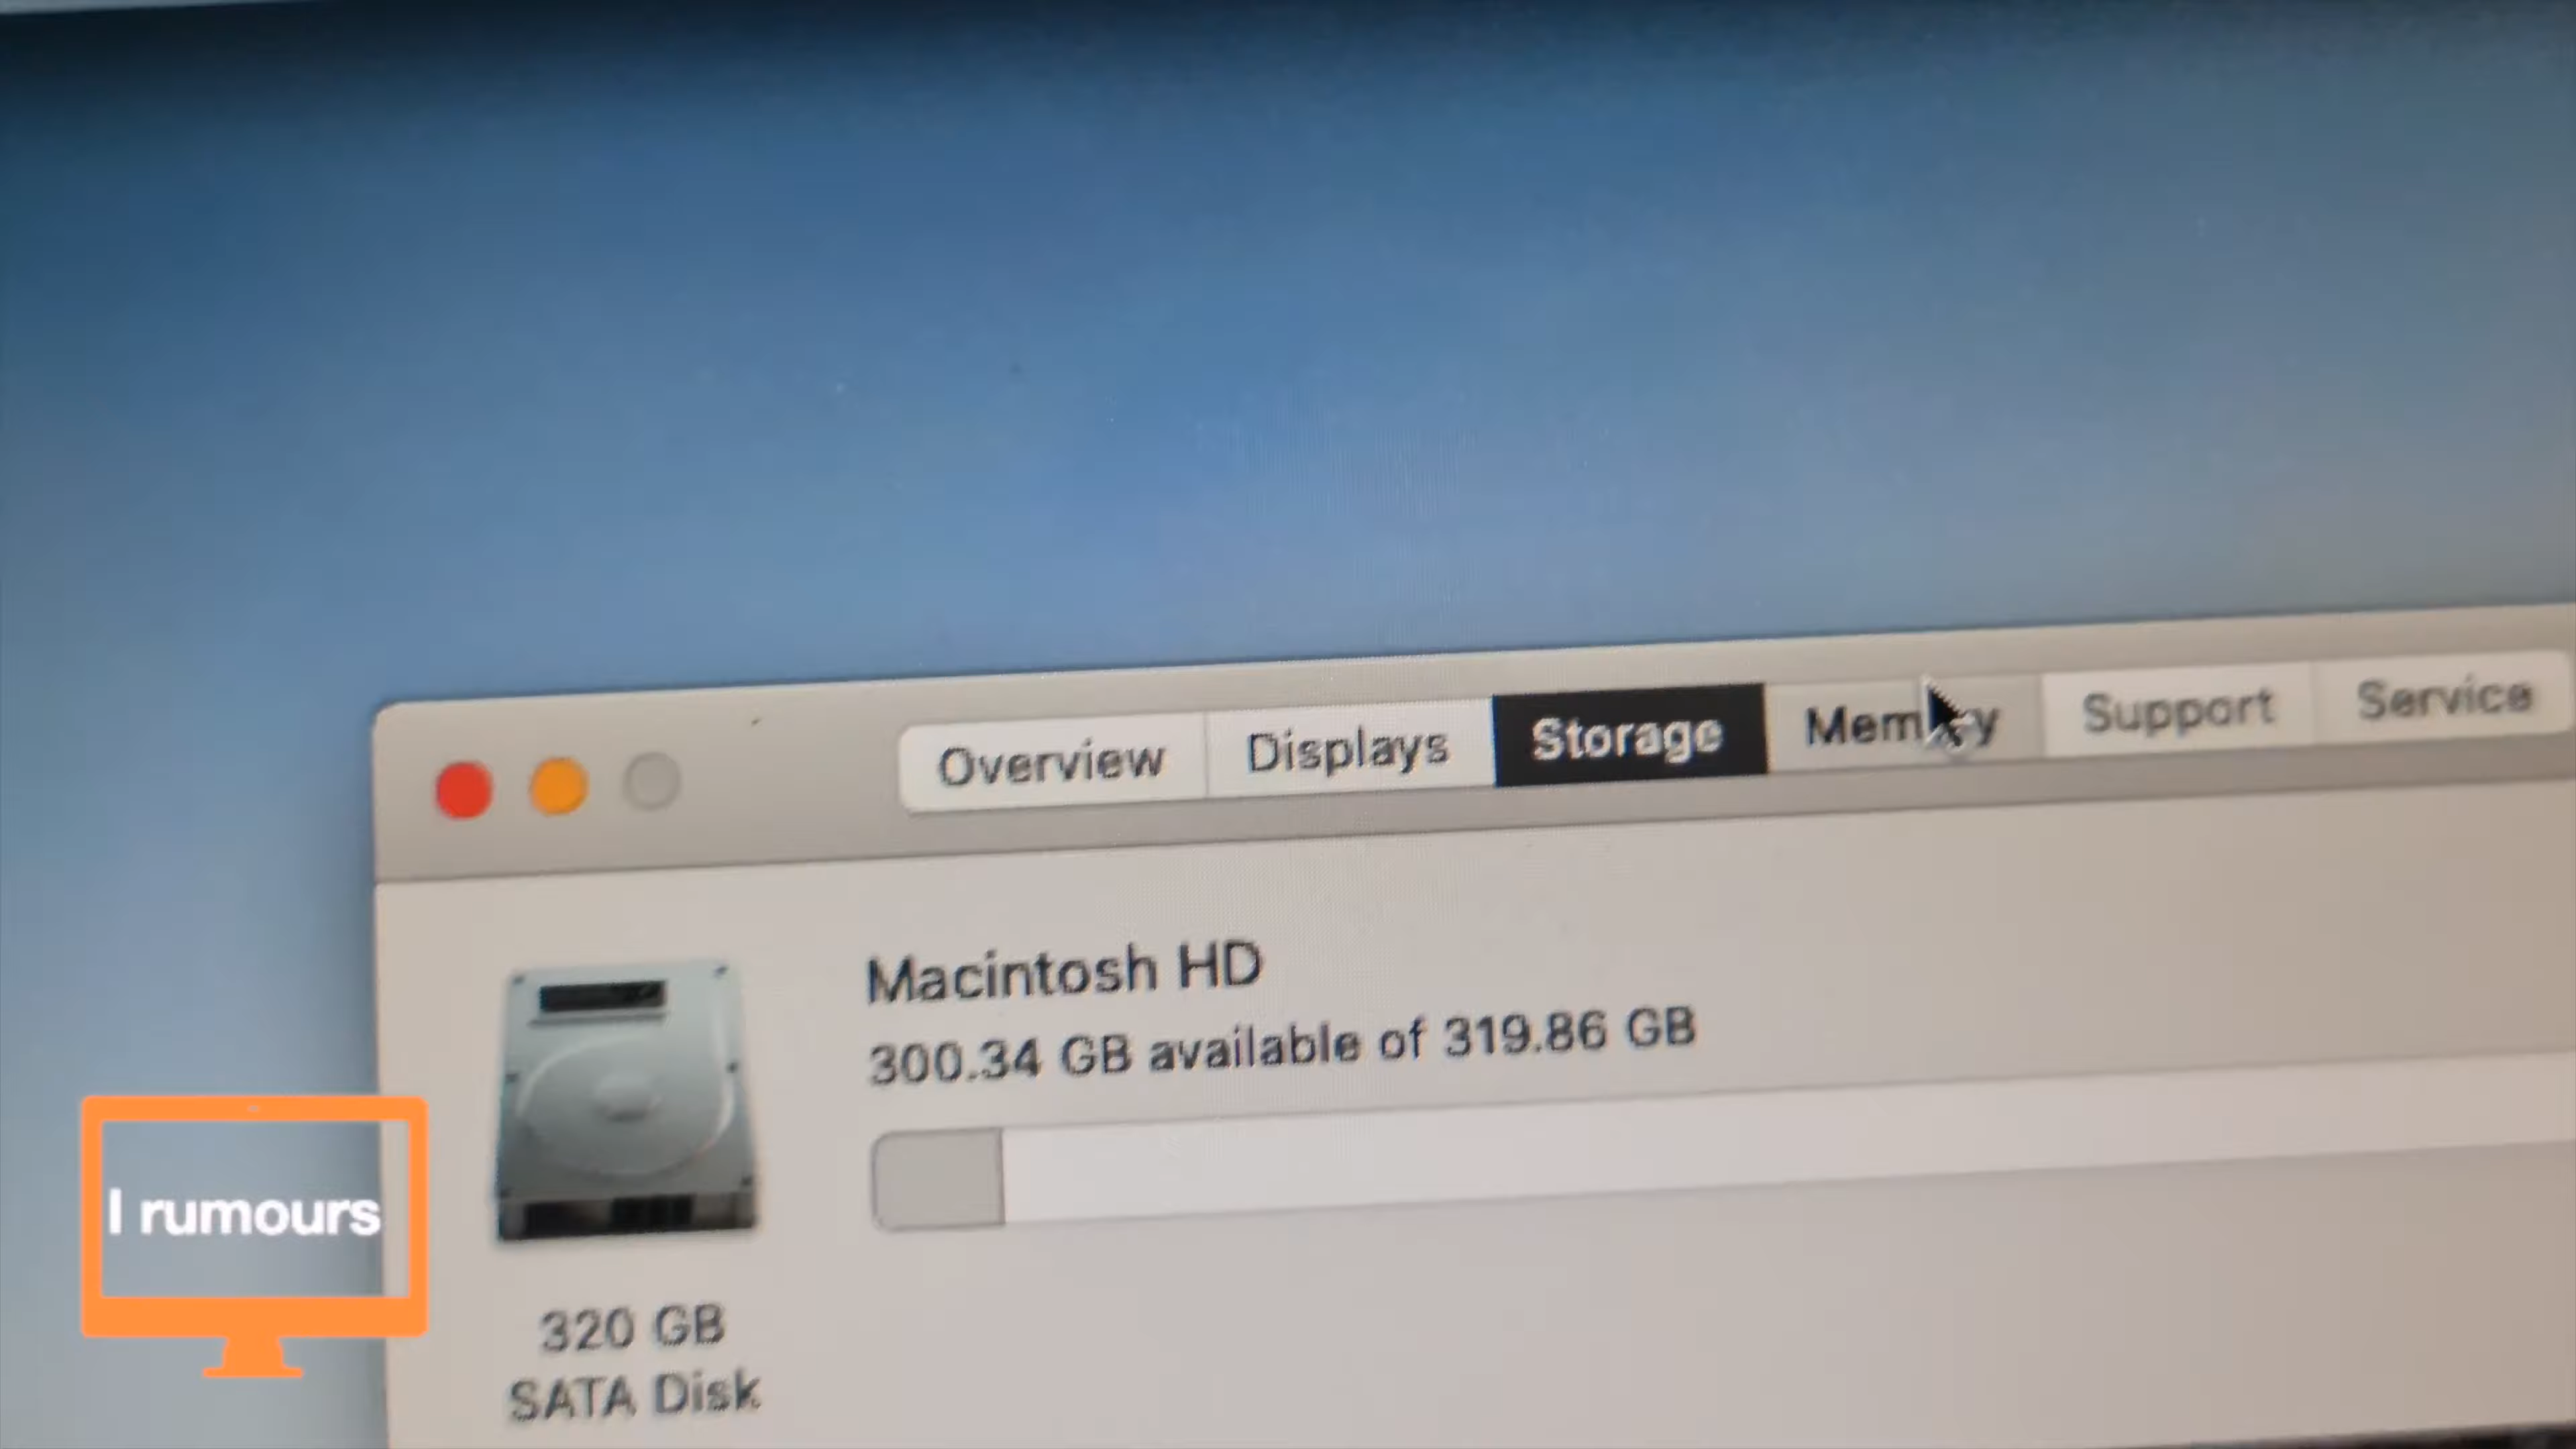 Overview Displays Storage Memory Support Service
Macintosh HD
300.34 GB available of 319.86 GB
320 GB
SATA Disk
I rumours